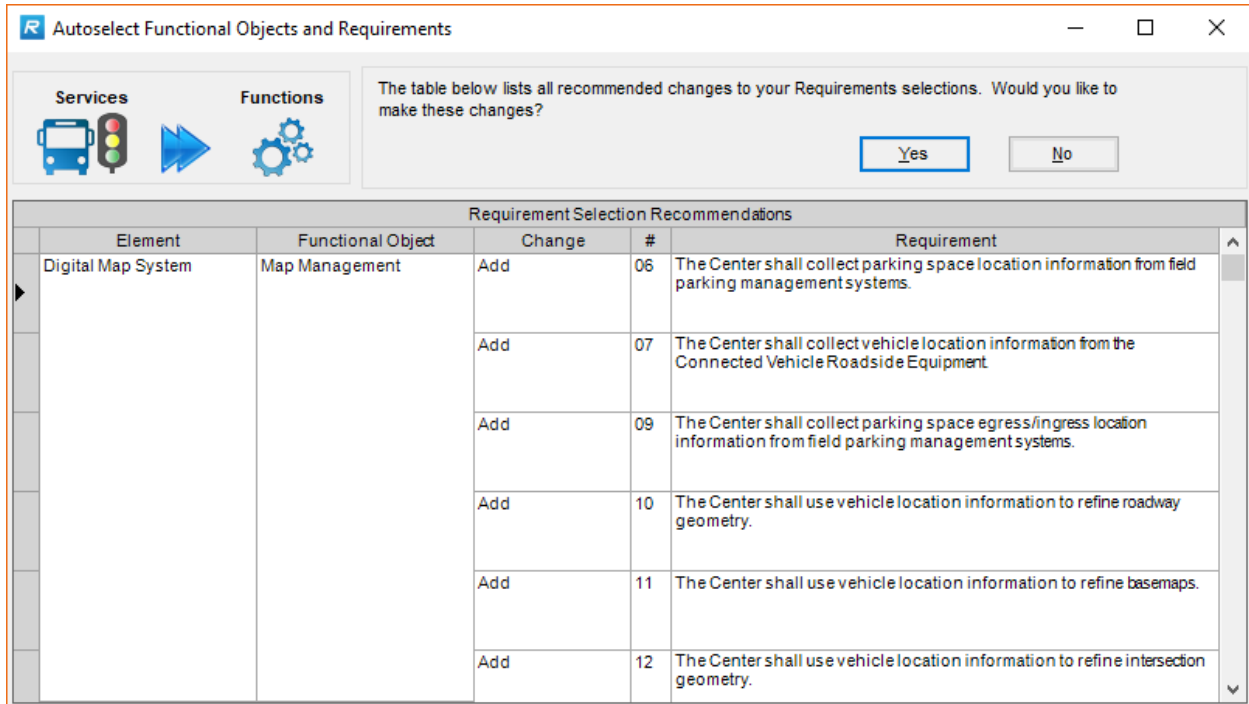 Autoselect Functional Objects and Requirements
Services
Functions
The table below lists all recommended changes to your Requirements selections. Would you like to
make these changes?
Yes
No
Requirement Selection Recommendations
Element
Functional Object
Change
#
Requirement
Digital Map System
Map Management
Add
06
The Center shall collect parking space location information from field
parking management systems.
Add
07
The Center shall collect vehicle location information from the
Connected Vehicle Roadside Equipment.
Add
09
The Center shall collect parking space egress/ingress location
information from field parking management systems.
Add
10
The Center shall use vehicle location information to refine roadway
geometry.
Add
11
The Center shall use vehicle location information to refine basemaps.
Add
12
The Center shall use vehicle location information to refine intersection
geometry.